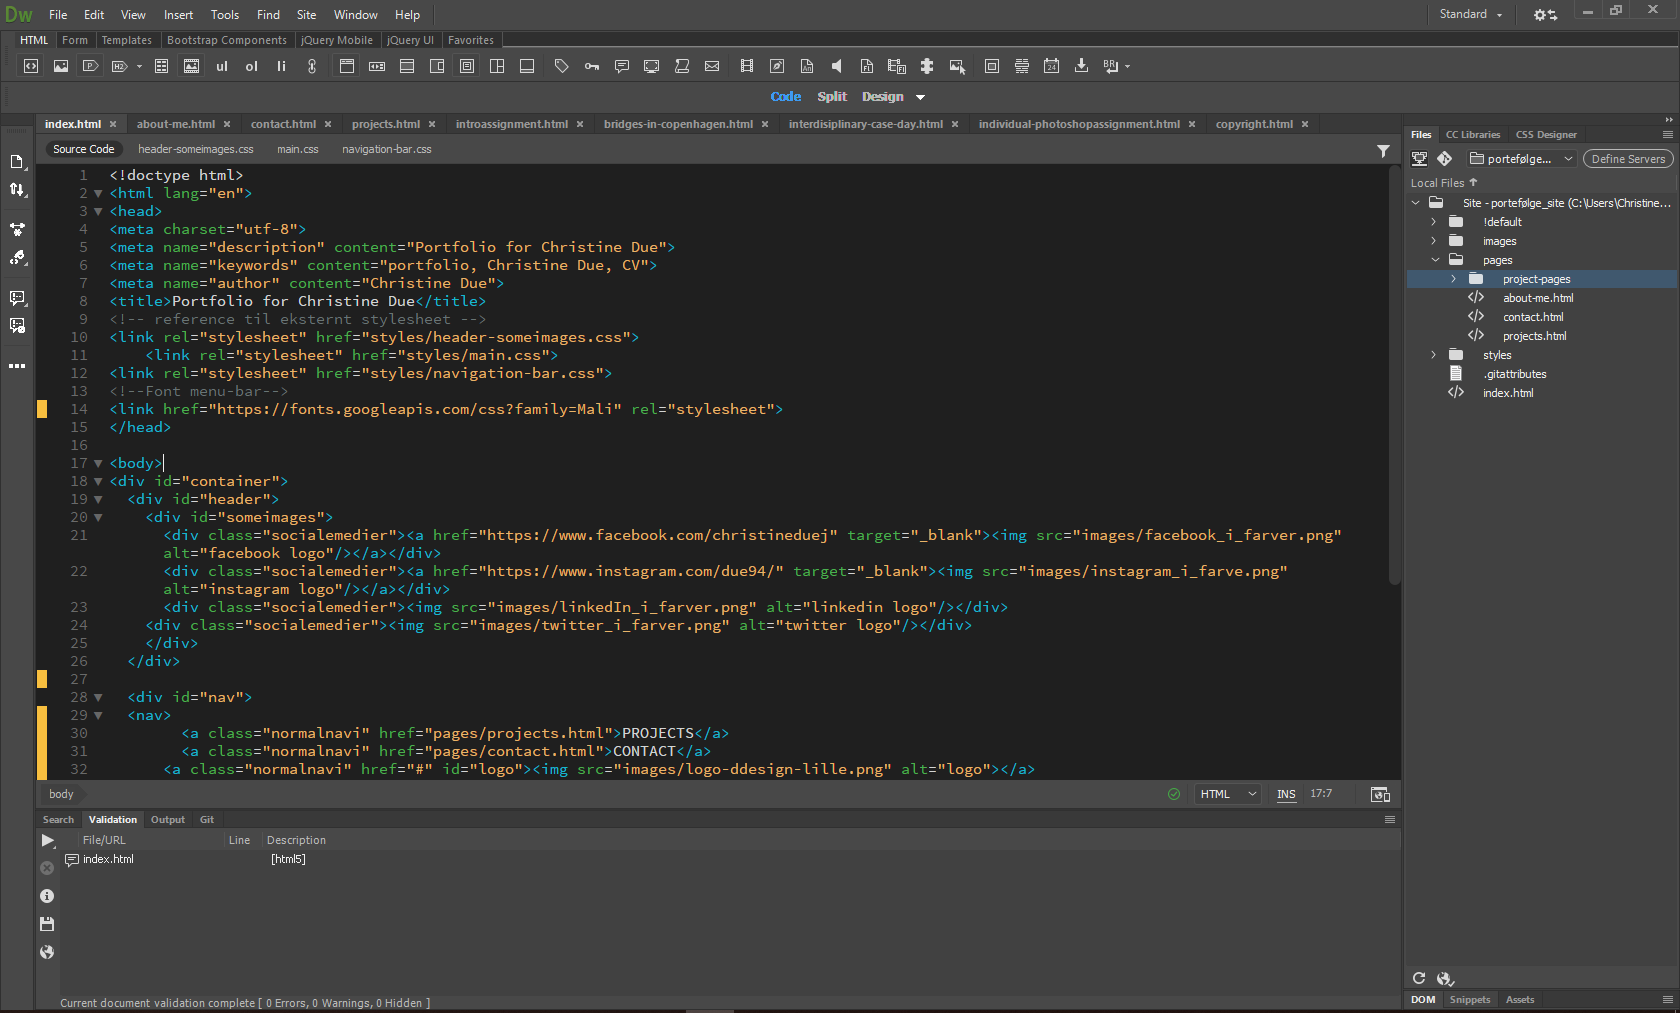 Dw File Edit View Insert Tools Find Site Window Help Standard
HTML Form Templates Bootstrap Components jQuery Mobile jQuery UI Favorites
H2 ul ol li An Fl Fl 24 BR
Code Split Design
index.html about-me.html contact.html projects.html introassignment.html bridges-in-copenhagen.html interdisiplinary-case-day.html individual-photoshopassignment.html copyright.html
Source Code header-someimages.css main.css navigation-bar.css
1 <!doctype html>
2 <html lang="en">
3 <head>
4 <meta charset="utf-8">
5 <meta name="description" content="Portfolio for Christine Due">
6 <meta name="keywords" content="portfolio, Christine Due, CV">
7 <meta name="author" content="Christine Due">
8 <title>Portfolio for Christine Due</title>
9 <!-- reference til eksternt stylesheet -->
10 <link rel="stylesheet" href="styles/header-someimages.css">
11 <link rel="stylesheet" href="styles/main.css">
12 <link rel="stylesheet" href="styles/navigation-bar.css">
13 <!--Font menu-bar-->
14 <link href="https://fonts.googleapis.com/css?family=Mali" rel="stylesheet">
15 </head>
16
17 <body>
18 <div id="container">
19 <div id="header">
20 <div id="someimages">
21 <div class="socialemedier"><a href="https://www.facebook.com/christineduej" target="_blank"><img src="images/facebook_i_farver.png"
alt="facebook logo"/></a></div>
22 <div class="socialemedier"><a href="https://www.instagram.com/due94/" target="_blank"><img src="images/instagram_i_farve.png"
alt="instagram logo"/></a></div>
23 <div class="socialemedier"><img src="images/linkedIn_i_farver.png" alt="linkedin logo"/></div>
24 <div class="socialemedier"><img src="images/twitter_i_farver.png" alt="twitter logo"/></div>
25 </div>
26 </div>
27
28 <div id="nav">
29 <nav>
30 <a class="normalnavi" href="pages/projects.html">PROJECTS</a>
31 <a class="normalnavi" href="pages/contact.html">CONTACT</a>
32 <a class="normalnavi" href="#" id="logo"><img src="images/logo-ddesign-lille.png" alt="logo"></a>
body HTML INS 17:7
Search Validation Output Git
File/URL Line Description
index.html [html5]
Current document validation complete [ 0 Errors, 0 Warnings, 0 Hidden ]
Files CC Libraries CSS Designer
portefølge... Define Servers
Local Files
Site - portefølge_site (C:\Users\Christine...
!default
images
pages
project-pages
about-me.html
contact.html
projects.html
styles
.gitattributes
index.html
DOM Snippets Assets